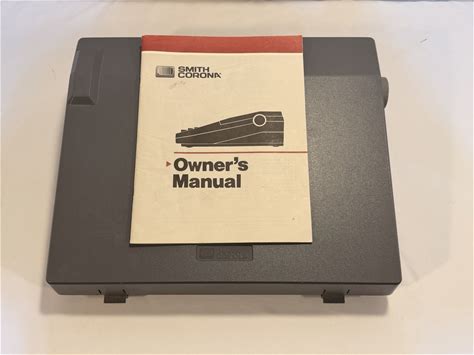 SMITH
CORONA
Owner's
Manual